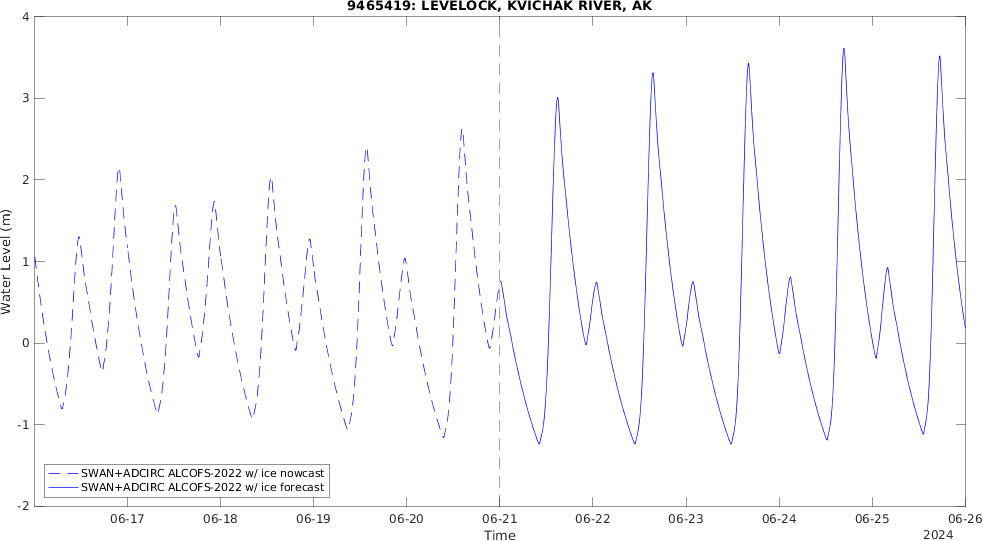 9465419: LEVELOCK, KVICHAK RIVER, AK
4
3
2
1
0
-1
-2
Water Level (m)
SWAN+ADCIRC ALCOFS-2022 w/ ice nowcast
SWAN+ADCIRC ALCOFS-2022 w/ ice forecast
06-17 06-18 06-19 06-20 06-21 06-22 06-23 06-24 06-25 06-26
Time
2024